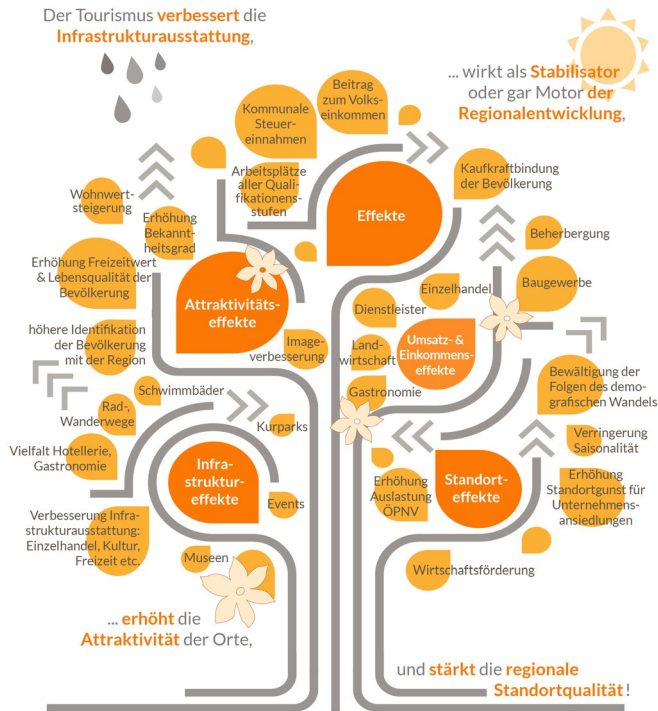 Der Tourismus verbessert die
Infrastrukturausstattung,
... wirkt als Stabilisator
oder gar Motor der
Regionalentwicklung,
Beitrag
zum Volks-
einkommen
Kommunale
Steuer-
einnahmen
Arbeitsplätze
aller Quali-
fikationens-
stufen
Effekte
Kaufkraftbindung
der Bevölkerung
Wohnwert-
steigerung
Erhöhung
Bekannt-
heitsgrad
Erhöhung Freizeitwert
& Lebensqualität der
Bevölkerung
höhere Identifikation
der Bevölkerung
mit der Region
Attraktivitäts-
effekte
Image-
verbesserung
Beherbergung
Baugewerbe
Einzelhandel
Dienstleister
Land-
wirtschaft
Gastronomie
Umsatz- &
Einkommens-
effekte
Bewältigung der
Folgen des demo-
grafischen Wandels
Verringerung
Saisonalität
Erhöhung
Standortgunst für
Unternehmens-
ansiedlungen
Schwimmbäder
Rad-,
Wanderwege
Kurparks
Vielfalt Hotellerie,
Gastronomie
Infra-
struktur-
effekte
Events
Verbesserung Infra-
strukturausstattung:
Einzelhandel, Kultur,
Freizeit etc.
Museen
Erhöhung
Auslastung
ÖPNV
Standort-
effekte
Wirtschaftsförderung
... erhöht die
Attraktivität der Orte,
und stärkt die regionale
Standortqualität!